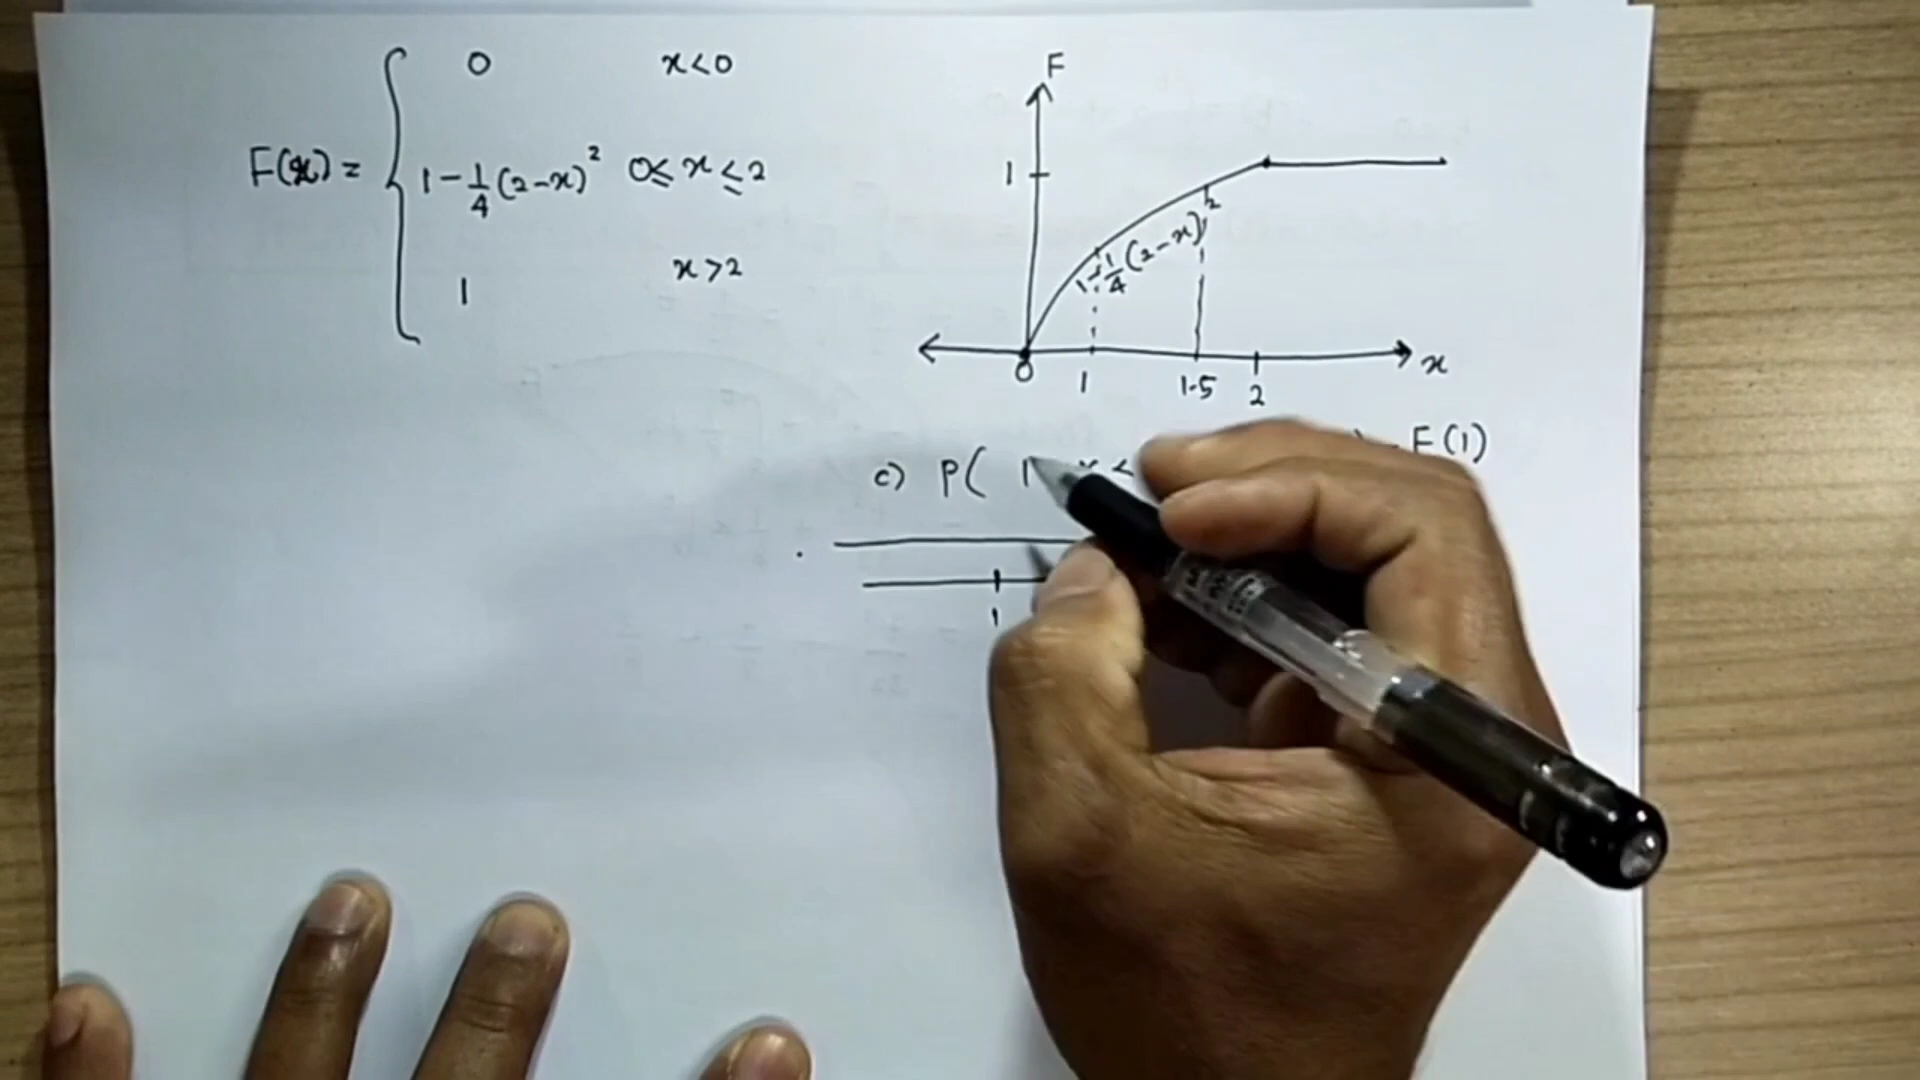 0 x<0
F(x) = 1-1/4(2-x)² 0≤x≤2
1 x>2
F
1
1-1/4(2-x)²
0 1 1.5 2 x
c) P( 1 x < - F(1)
1